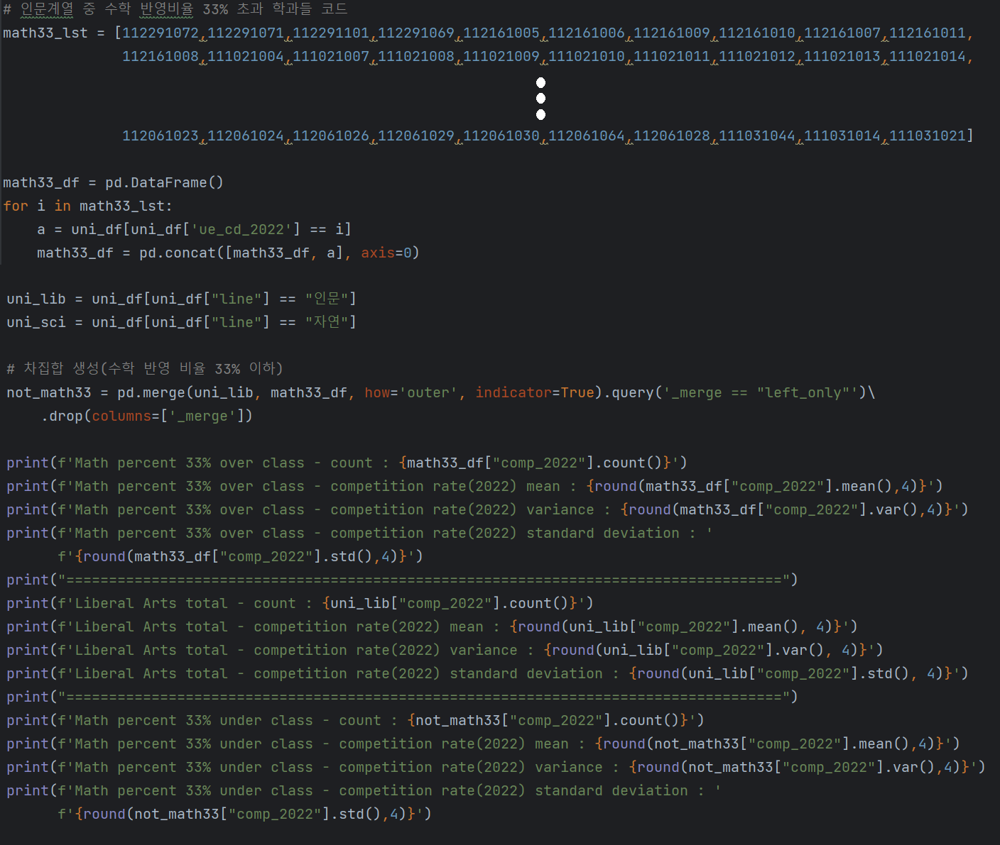 # 인문계열 중 수학 반영비율 33% 초과 학과들 코드
math33_lst = [112291072,112291071,112291101,112291069,112161005,112161006,112161009,112161010,112161007,112161011,
112161008,111021004,111021007,111021008,111021009,111021010,111021011,111021012,111021013,111021014,
112061023,112061024,112061026,112061029,112061030,112061064,112061028,111031044,111031014,111031021]
math33_df = pd.DataFrame()
for i in math33_lst:
    a = uni_df[uni_df['ue_cd_2022'] == i]
    math33_df = pd.concat([math33_df, a], axis=0)
uni_lib = uni_df[uni_df["line"] == "인문"]
uni_sci = uni_df[uni_df["line"] == "자연"]
# 차집합 생성(수학 반영 비율 33% 이하)
not_math33 = pd.merge(uni_lib, math33_df, how='outer', indicator=True).query('_merge == "left_only"')\
    .drop(columns=['_merge'])
print(f'Math percent 33% over class - count : {math33_df["comp_2022"].count()}')
print(f'Math percent 33% over class - competition rate(2022) mean : {round(math33_df["comp_2022"].mean(),4)}')
print(f'Math percent 33% over class - competition rate(2022) variance : {round(math33_df["comp_2022"].var(),4)}')
print(f'Math percent 33% over class - competition rate(2022) standard deviation : '
      f'{round(math33_df["comp_2022"].std(),4)}')
print("====================================================================================")
print(f'Liberal Arts total - count : {uni_lib["comp_2022"].count()}')
print(f'Liberal Arts total - competition rate(2022) mean : {round(uni_lib["comp_2022"].mean(), 4)}')
print(f'Liberal Arts total - competition rate(2022) variance : {round(uni_lib["comp_2022"].var(), 4)}')
print(f'Liberal Arts total - competition rate(2022) standard deviation : {round(uni_lib["comp_2022"].std(), 4)}')
print("====================================================================================")
print(f'Math percent 33% under class - count : {not_math33["comp_2022"].count()}')
print(f'Math percent 33% under class - competition rate(2022) mean : {round(not_math33["comp_2022"].mean(),4)}')
print(f'Math percent 33% under class - competition rate(2022) variance : {round(not_math33["comp_2022"].var(),4)}')
print(f'Math percent 33% under class - competition rate(2022) standard deviation : '
      f'{round(not_math33["comp_2022"].std(),4)}')